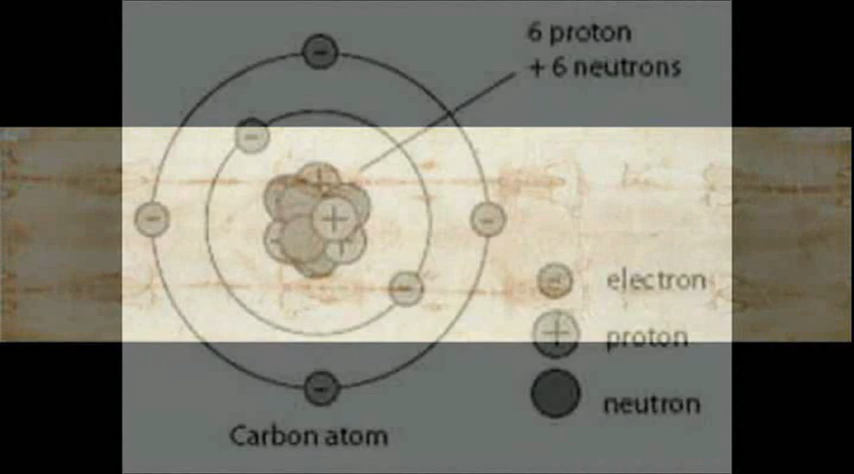 6 proton
+ 6 neutrons
electron
proton
neutron
Carbon atom